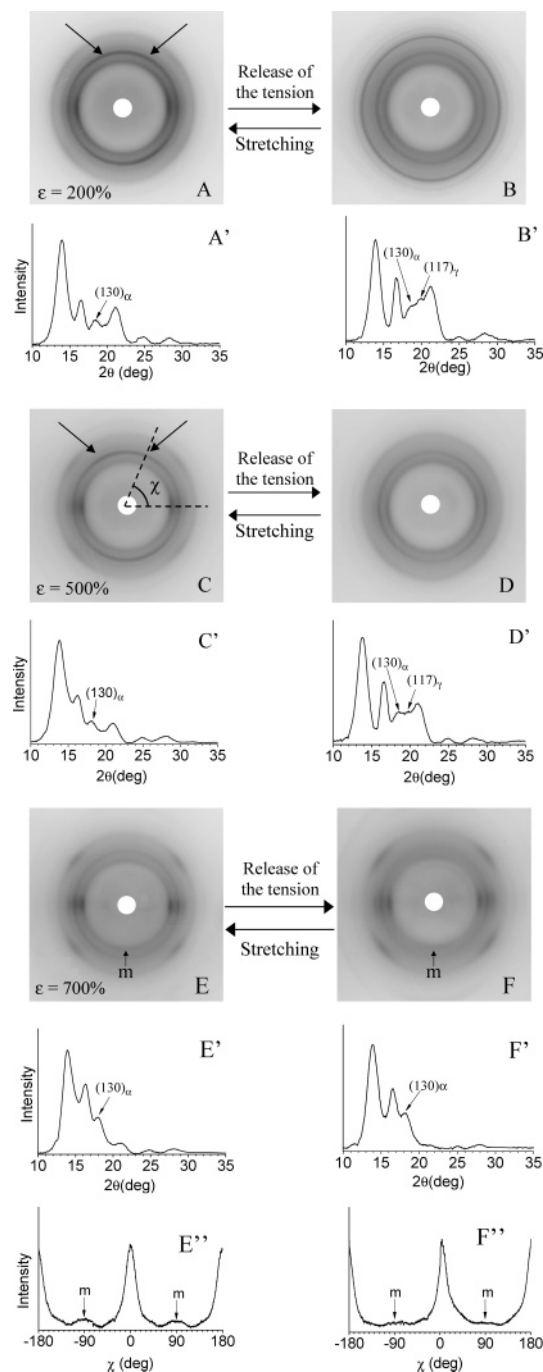 Release of
the tension
Stretching
ε = 200%
A
B
A'
B'
Intensity
(130)α
(130)α
(117)γ
10 15 20 25 30 35
2θ (deg)
10 15 20 25 30 35
2θ(deg)
χ
Release of
the tension
Stretching
ε = 500%
C
D
C'
D'
Intensity
(130)α
(130)α
(117)γ
10 15 20 25 30 35
2θ(deg)
10 15 20 25 30 35
2θ(deg)
Release of
the tension
Stretching
m
m
ε = 700%
E
F
E'
F'
Intensity
(130)α
(130)α
10 15 20 25 30 35
2θ(deg)
10 15 20 25 30 35
2θ(deg)
E''
F''
Intensity
m
m
m
m
-180 -90 0 90 180
χ (deg)
-180 -90 0 90 180
χ (deg)